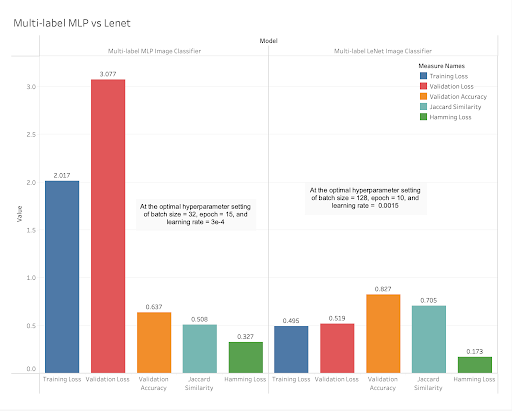 Multi-label MLP vs Lenet
Model
Multi-label MLP Image Classifier
Multi-label LeNet Image Classifier
Measure Names
Training Loss
Validation Loss
Validation Accuracy
Jaccard Similarity
Hamming Loss
Value
3.0
2.5
2.0
1.5
1.0
0.5
0.0
2.017
3.077
0.637
0.508
0.327
At the optimal hyperparameter setting
of batch size = 32, epoch = 15, and
learning rate = 3e-4
0.495
0.519
0.827
0.705
0.173
At the optimal hyperparameter setting
of batch size = 128, epoch = 10, and
learning rate = 0.0015
Training Loss
Validation Loss
Validation
Accuracy
Jaccard
Similarity
Hamming Loss
Training Loss
Validation Loss
Validation
Accuracy
Jaccard
Similarity
Hamming Loss